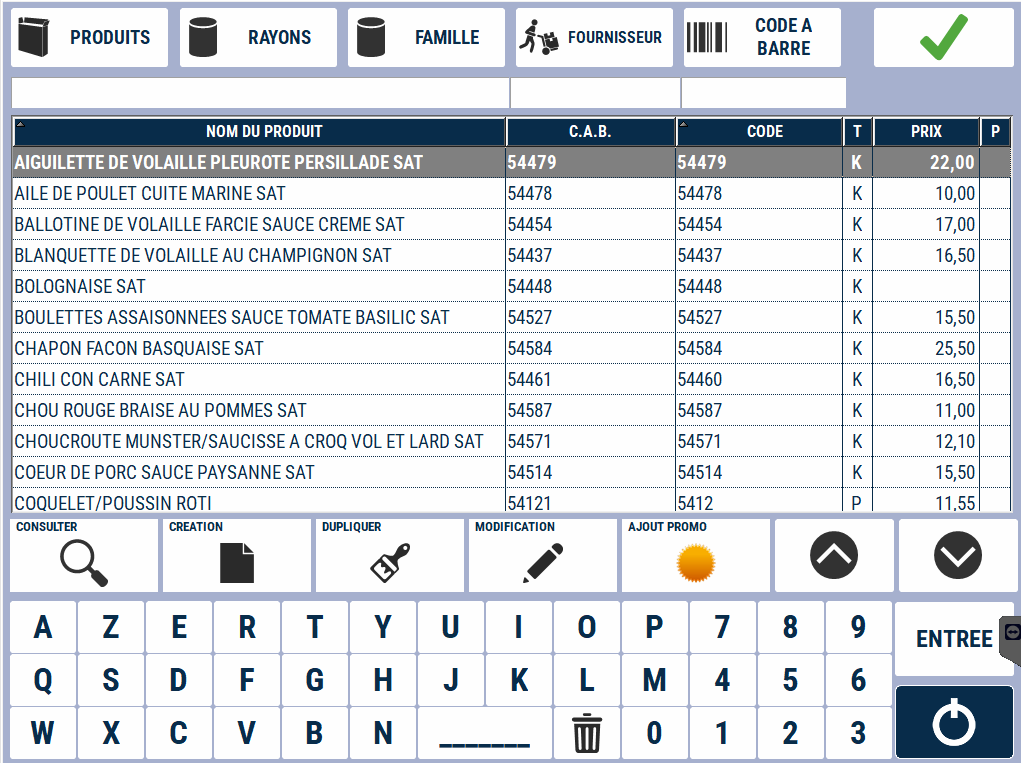 PRODUITS RAYONS FAMILLE FOURNISSEUR CODE A BARRE
NOM DU PRODUIT C.A.B. CODE T PRIX P
AIGUILETTE DE VOLAILLE PLEUROTE PERSILLADE SAT 54479 54479 K 22,00
AILE DE POULET CUITE MARINE SAT 54478 54478 K 10,00
BALLOTINE DE VOLAILLE FARCIE SAUCE CREME SAT 54454 54454 K 17,00
BLANQUETTE DE VOLAILLE AU CHAMPIGNON SAT 54437 54437 K 16,50
BOLOGNAISE SAT 54448 54448 K
BOULETTES ASSAISONNEES SAUCE TOMATE BASILIC SAT 54527 54527 K 15,50
CHAPON FACON BASQUAISE SAT 54584 54584 K 25,50
CHILI CON CARNE SAT 54461 54460 K 16,50
CHOU ROUGE BRAISE AU POMMES SAT 54587 54587 K 11,00
CHOUCROUTE MUNSTER/SAUCISSE A CROQ VOL ET LARD SAT 54571 54571 K 12,10
COEUR DE PORC SAUCE PAYSANNE SAT 54514 54514 K 15,50
COQUELET/POUSSIN ROTI 54121 5412 P 11,55
CONSULTER CREATION DUPLIQUER MODIFICATION AJOUT PROMO
A Z E R T Y U I O P 7 8 9 ENTREE
Q S D F G H J K L M 4 5 6
W X C V B N _______ 0 1 2 3